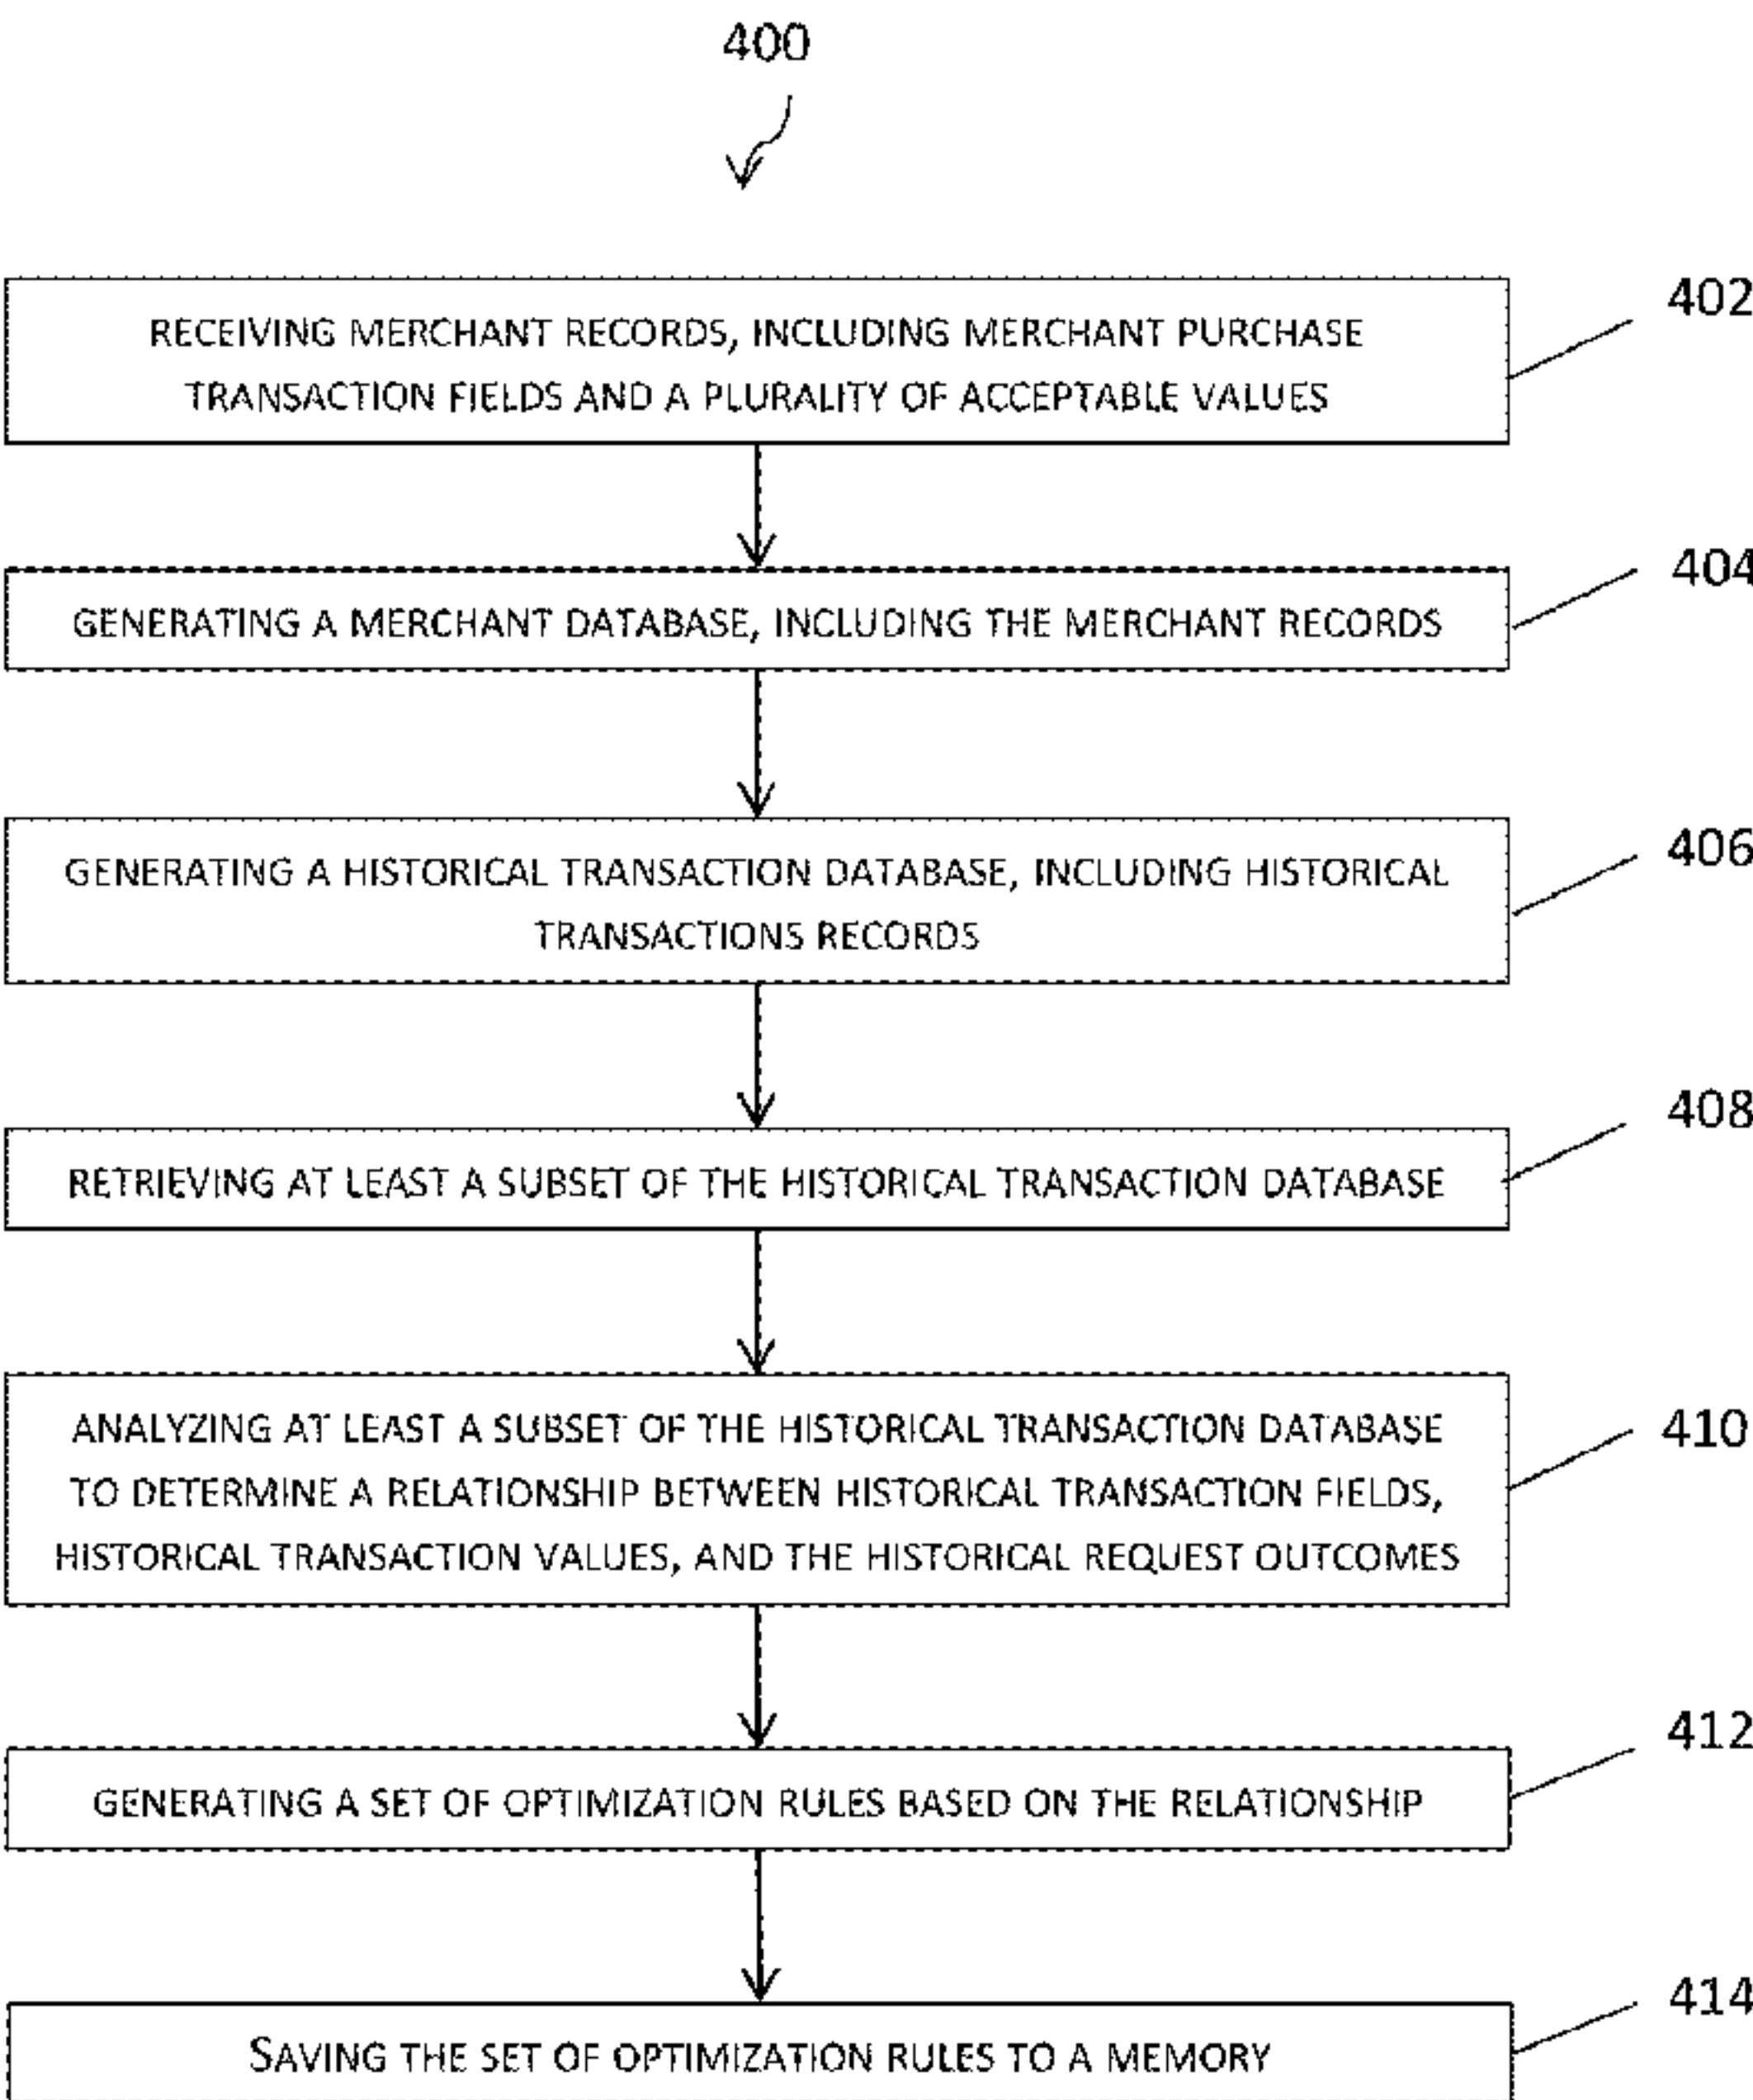 400
402
RECEIVING MERCHANT RECORDS, INCLUDING MERCHANT PURCHASE
TRANSACTION FIELDS AND A PLURALITY OF ACCEPTABLE VALUES
404
GENERATING A MERCHANT DATABASE, INCLUDING THE MERCHANT RECORDS
406
GENERATING A HISTORICAL TRANSACTION DATABASE, INCLUDING HISTORICAL
TRANSACTIONS RECORDS
408
RETRIEVING AT LEAST A SUBSET OF THE HISTORICAL TRANSACTION DATABASE
410
ANALYZING AT LEAST A SUBSET OF THE HISTORICAL TRANSACTION DATABASE
TO DETERMINE A RELATIONSHIP BETWEEN HISTORICAL TRANSACTION FIELDS,
HISTORICAL TRANSACTION VALUES, AND THE HISTORICAL REQUEST OUTCOMES
412
GENERATING A SET OF OPTIMIZATION RULES BASED ON THE RELATIONSHIP
414
SAVING THE SET OF OPTIMIZATION RULES TO A MEMORY